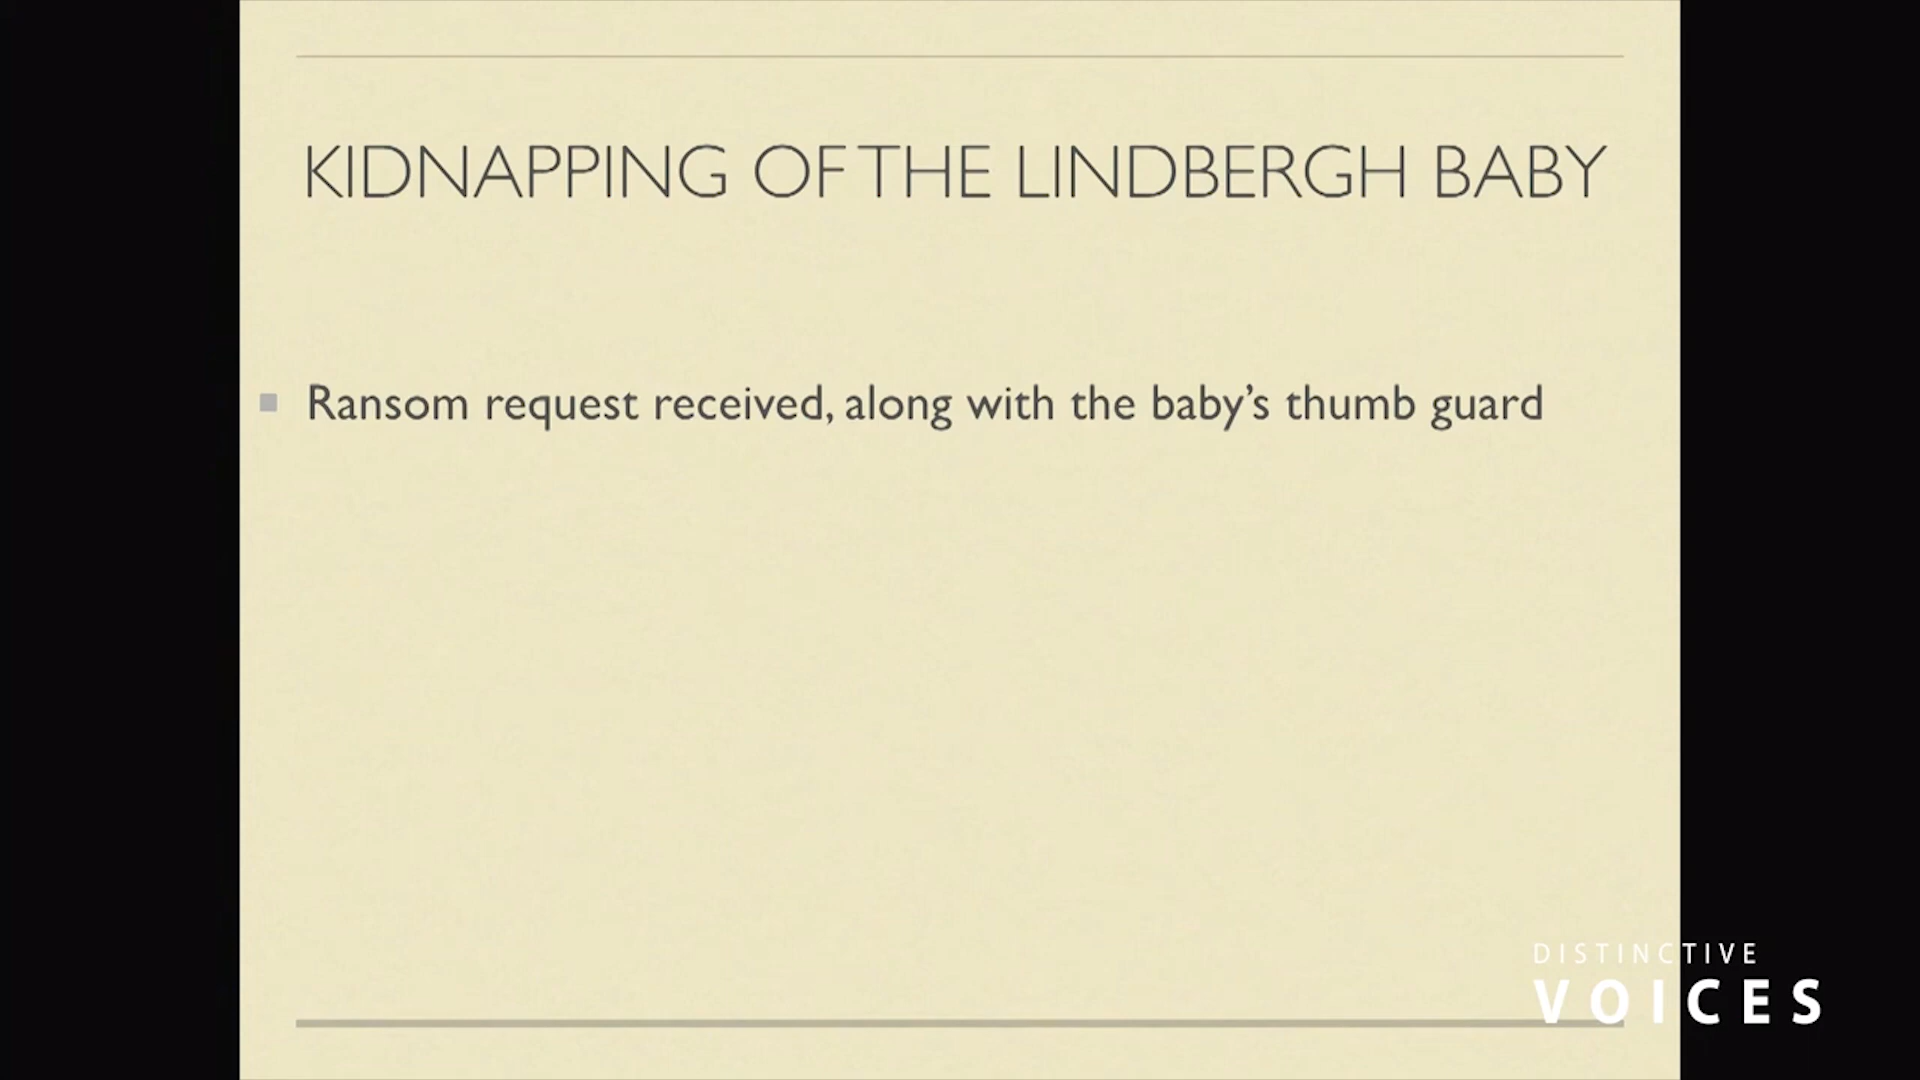 KIDNAPPING OF THE LINDBERGH BABY
Ransom request received, along with the baby’s thumb guard
DISTINCTIVE
VOICES